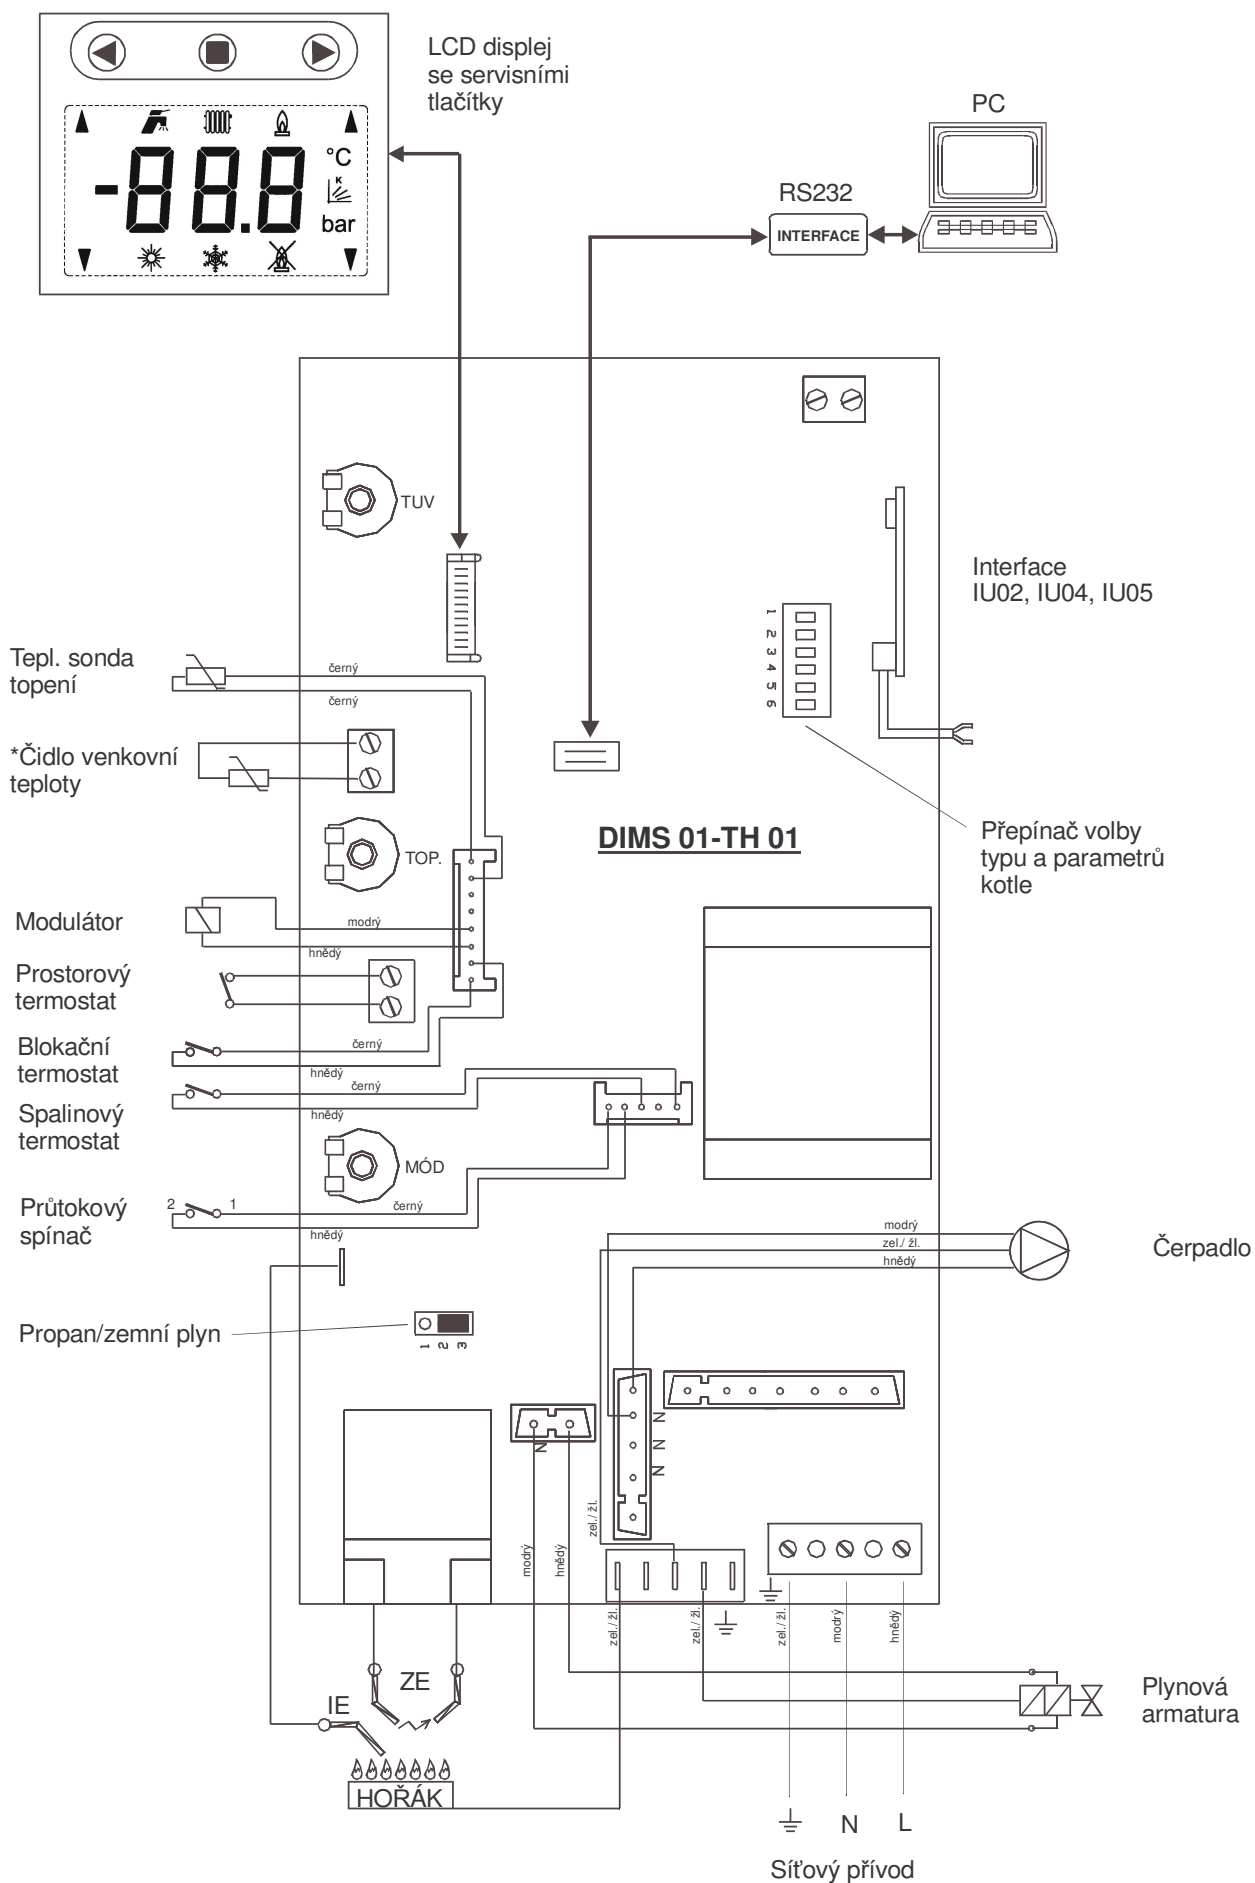 LCD displej
se servisními
tlačítky
-88.8
°C
K
bar
PC
RS232
INTERFACE
TUV
Interface
IU02, IU04, IU05
1
2
3
4
5
6
Tepl. sonda
topení
černý
černý
*Čidlo venkovní
teploty
DIMS 01-TH 01
Přepínač volby
typu a parametrů
kotle
TOP.
Modulátor
modrý
hnědý
Prostorový
termostat
Blokační
termostat
černý
hnědý
černý
Spalinový
termostat
hnědý
MÓD
Průtokový
spínač
2
1
černý
hnědý
modrý
zel./ žl.
hnědý
Čerpadlo
Propan/zemní plyn
1 2 3
N
N
N
N
zel./ žl.
modrý
hnědý
zel./ žl.
zel./ žl.
zel./ žl.
modrý
hnědý
ZE
IE
HOŘÁK
Plynová
armatura
N
L
Síťový přívod